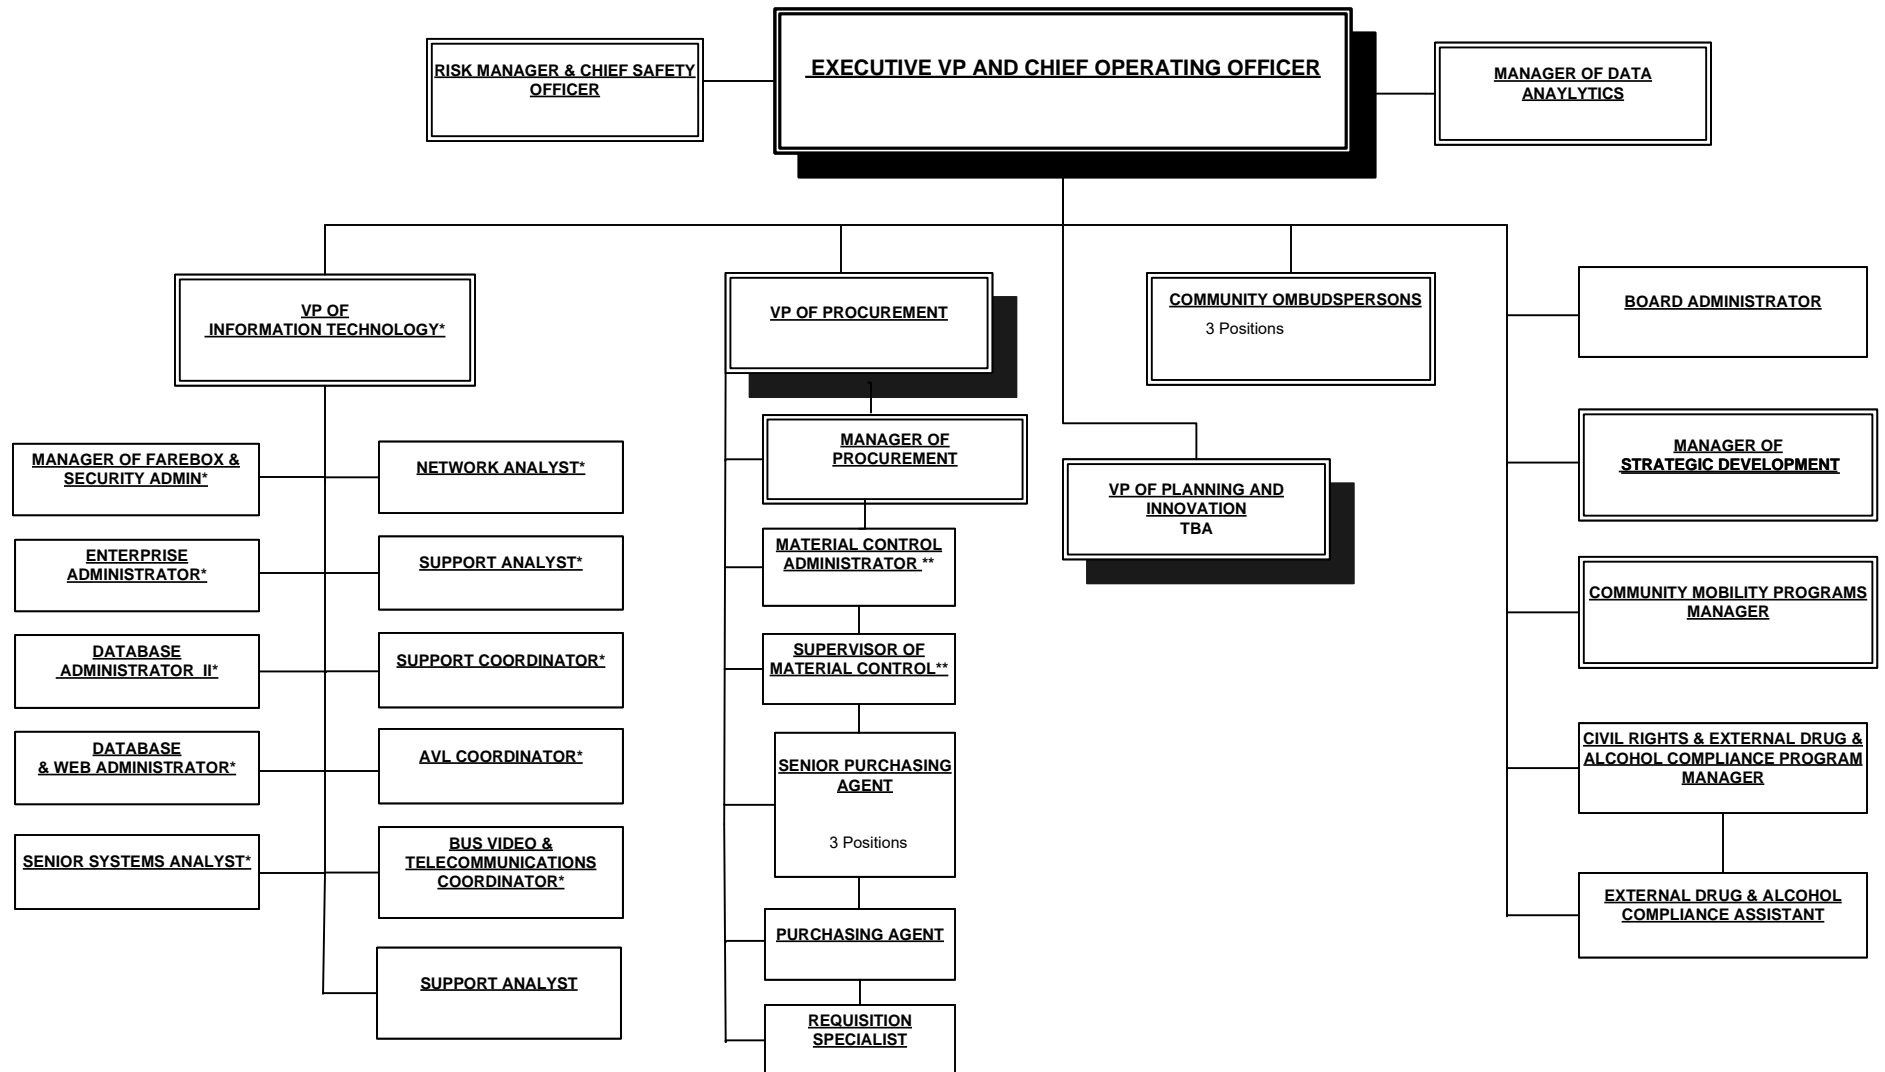 EXECUTIVE VP AND CHIEF OPERATING OFFICER
RISK MANAGER & CHIEF SAFETY
OFFICER
MANAGER OF DATA
ANAYLYTICS
VP OF
INFORMATION TECHNOLOGY*
MANAGER OF FAREBOX &
SECURITY ADMIN*
NETWORK ANALYST*
ENTERPRISE
ADMINISTRATOR*
SUPPORT ANALYST*
DATABASE
ADMINISTRATOR II*
SUPPORT COORDINATOR*
DATABASE
& WEB ADMINISTRATOR*
AVL COORDINATOR*
SENIOR SYSTEMS ANALYST*
BUS VIDEO &
TELECOMMUNICATIONS
COORDINATOR*
SUPPORT ANALYST
VP OF PROCUREMENT
MANAGER OF
PROCUREMENT
MATERIAL CONTROL
ADMINISTRATOR **
SUPERVISOR OF
MATERIAL CONTROL**
SENIOR PURCHASING
AGENT
3 Positions
PURCHASING AGENT
REQUISITION
SPECIALIST
VP OF PLANNING AND
INNOVATION
TBA
COMMUNITY OMBUDSPERSONS
3 Positions
BOARD ADMINISTRATOR
MANAGER OF
STRATEGIC DEVELOPMENT
COMMUNITY MOBILITY PROGRAMS
MANAGER
CIVIL RIGHTS & EXTERNAL DRUG &
ALCOHOL COMPLIANCE PROGRAM
MANAGER
EXTERNAL DRUG & ALCOHOL
COMPLIANCE ASSISTANT